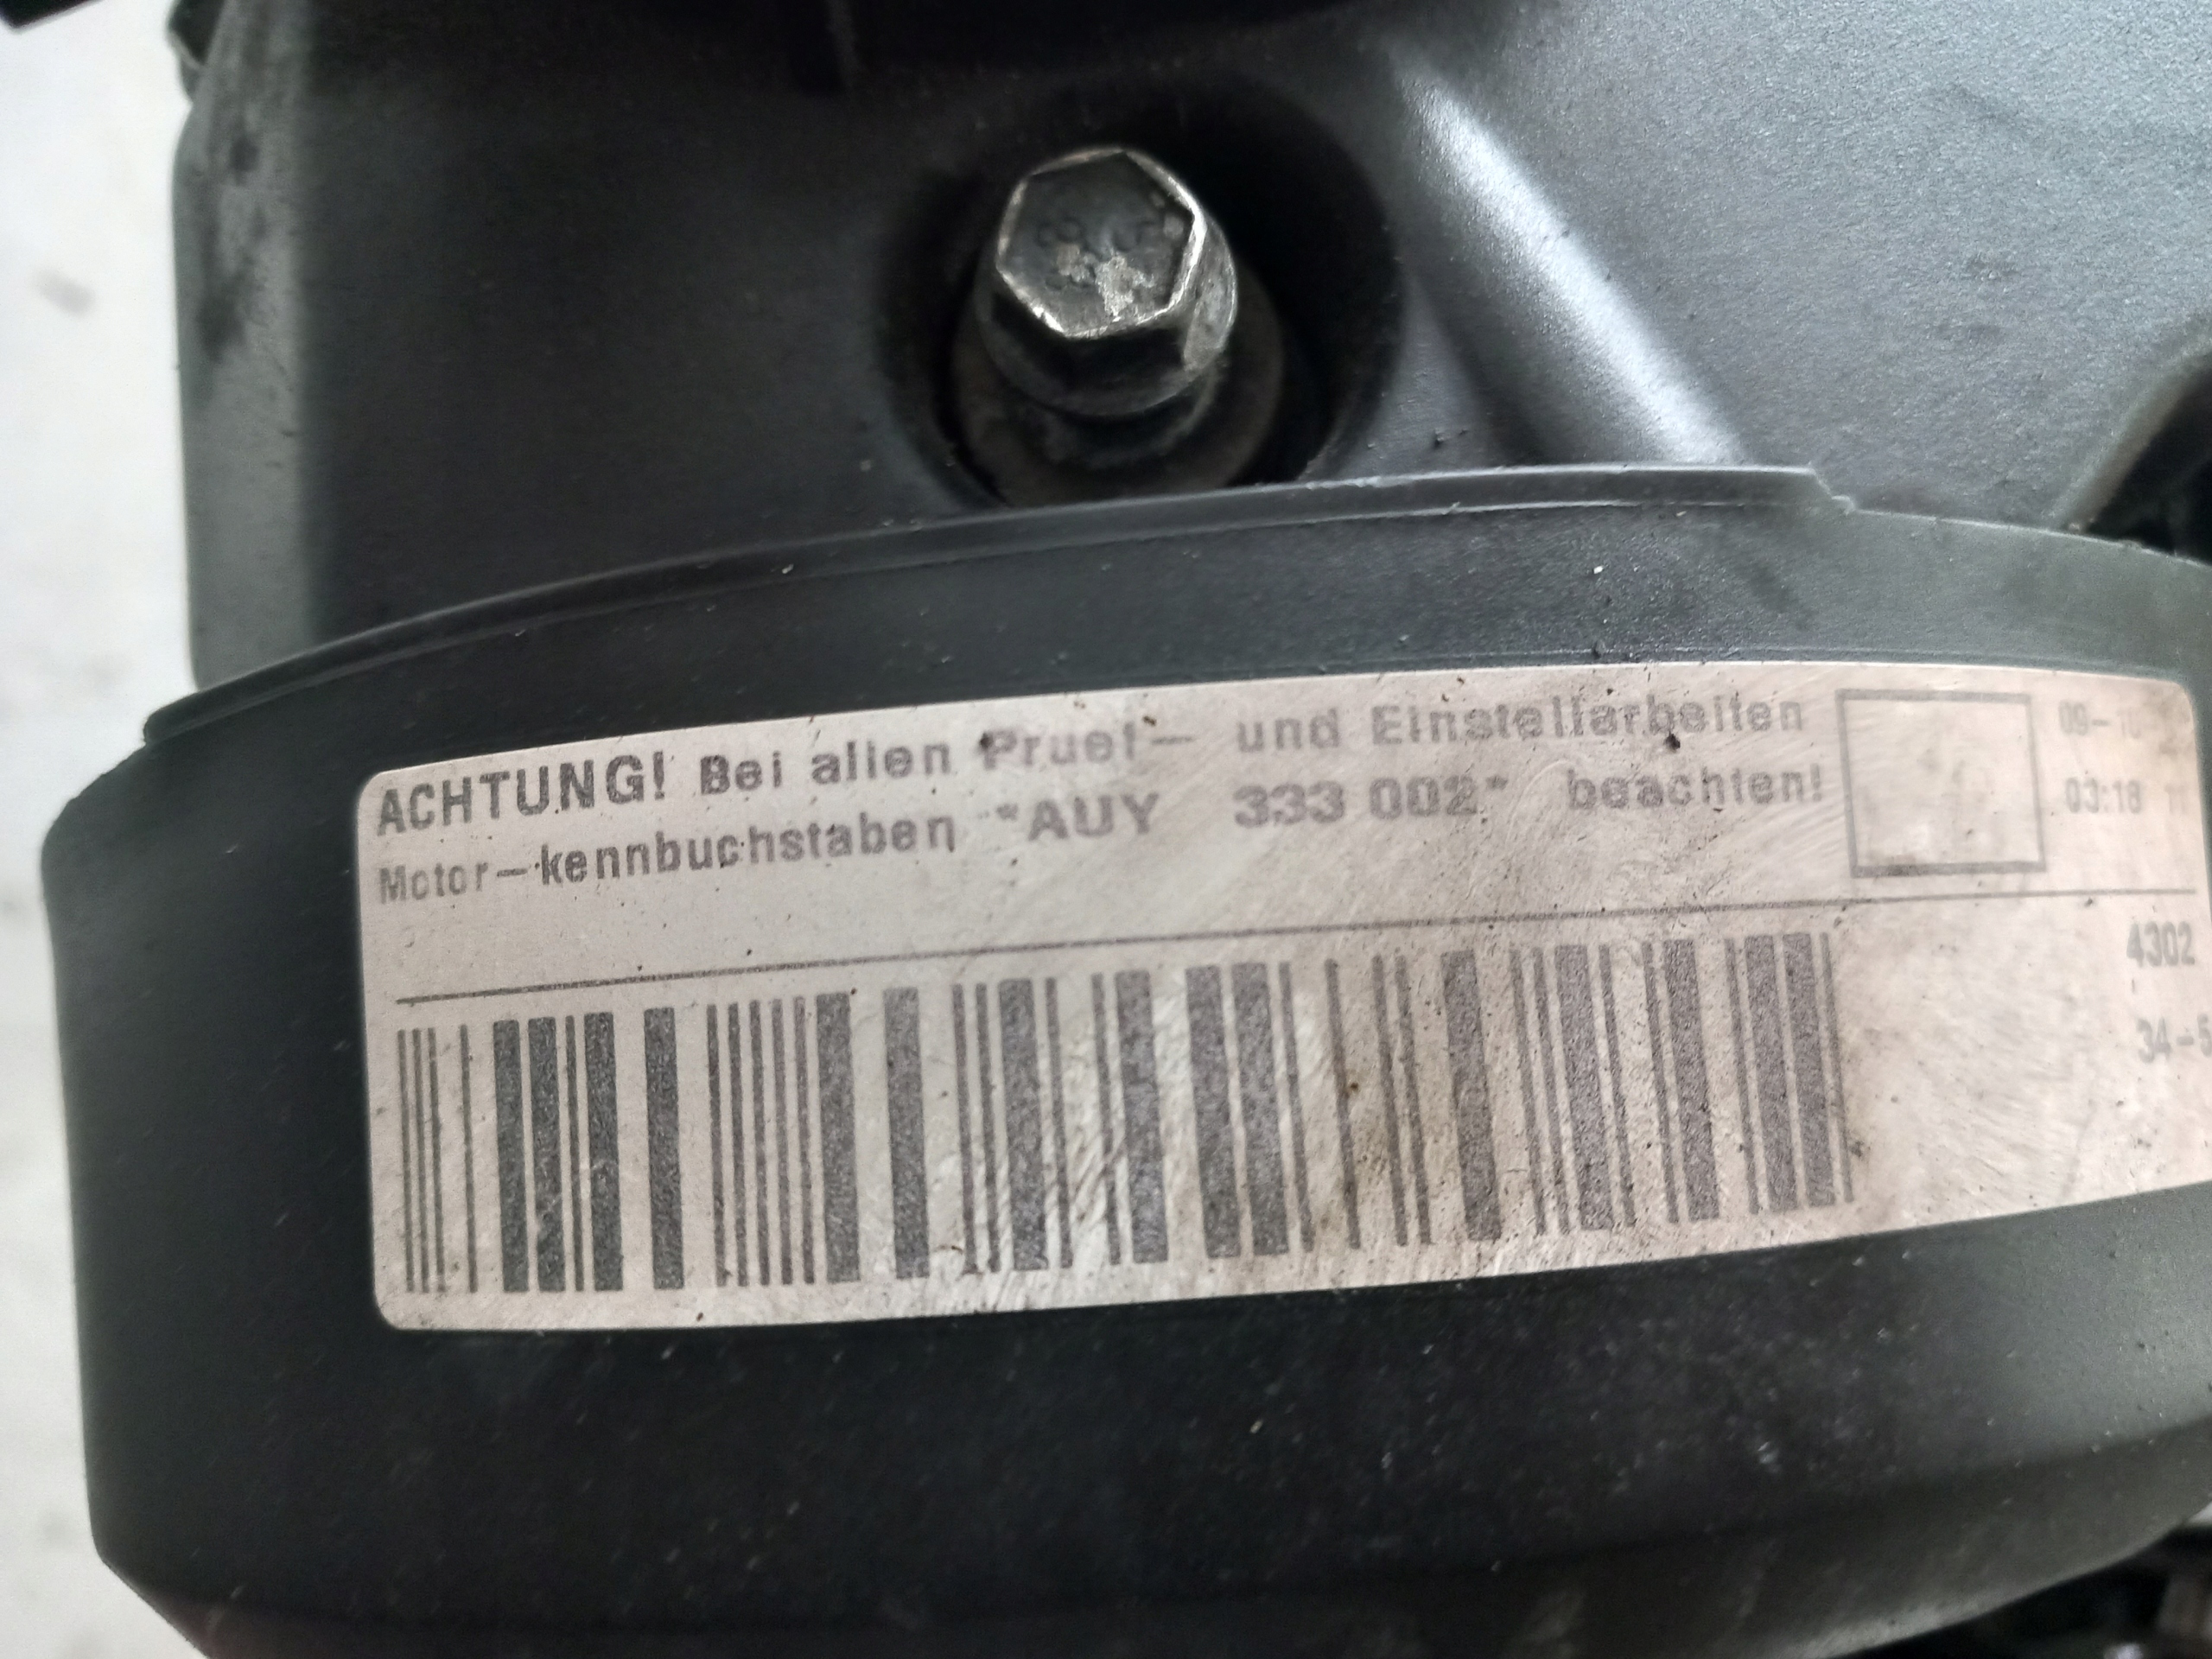 ACHTUNG! Bei allen Pruef- und Einstellarbeiten
Motor-kennbuchstaben *AUY 333 002* beachten!
03:18
4302